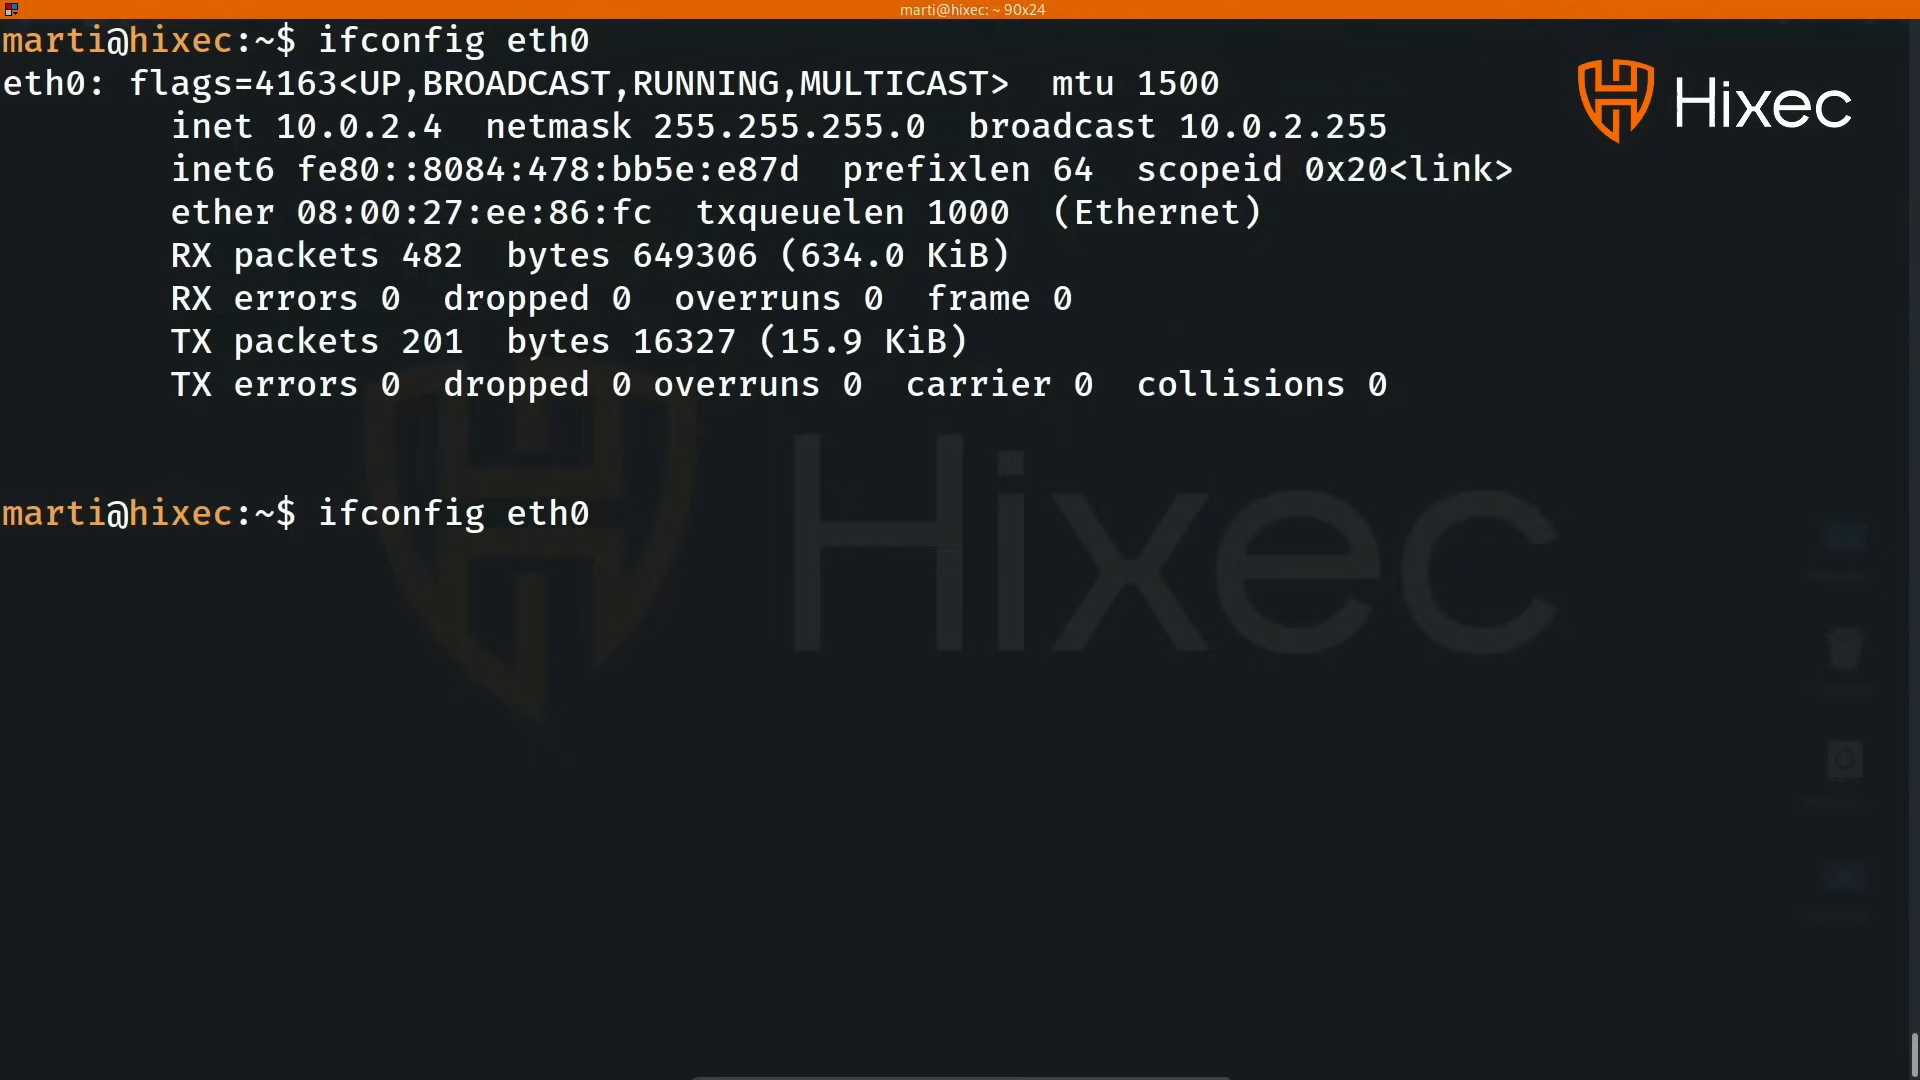 marti@hixec: ~ 90x24
marti@hixec:~$ ifconfig eth0
eth0: flags=4163<UP,BROADCAST,RUNNING,MULTICAST>  mtu 1500
        inet 10.0.2.4  netmask 255.255.255.0  broadcast 10.0.2.255
        inet6 fe80::8084:478:bb5e:e87d  prefixlen 64  scopeid 0x20<link>
        ether 08:00:27:ee:86:fc  txqueuelen 1000  (Ethernet)
        RX packets 482  bytes 649306 (634.0 KiB)
        RX errors 0  dropped 0  overruns 0  frame 0
        TX packets 201  bytes 16327 (15.9 KiB)
        TX errors 0  dropped 0 overruns 0  carrier 0  collisions 0
marti@hixec:~$ ifconfig eth0
Hixec
Hixec